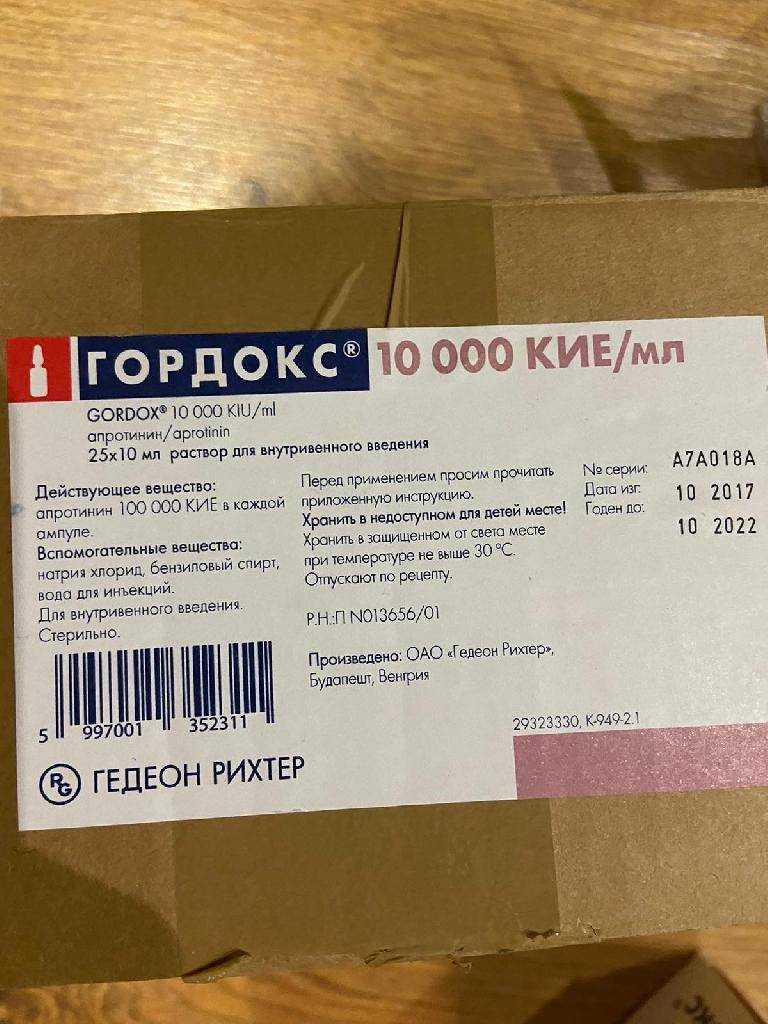 ГОРДОКС® 10 000 КИЕ/мл
GORDOX® 10 000 KIU/ml
апротинин/aprotinin
25x10 мл раствор для внутривенного введения
Действующее вещество:
апротинин 100 000 КИЕ в каждой
ампуле.
Вспомогательные вещества:
натрия хлорид, бензиловый спирт,
вода для инъекций.
Для внутривенного введения.
Стерильно.
Перед применением просим прочитать
приложенную инструкцию.
Хранить в недоступном для детей месте!
Хранить в защищенном от света месте
при температуре не выше 30 °С.
Отпускают по рецепту.
Р.Н.:П N013656/01
Произведено: ОАО «Гедеон Рихтер»,
Будапешт, Венгрия
№ серии: A7A018A
Дата изг: 10 2017
Годен до: 10 2022
5 997001 352311
29323330, К-949-2.1
RG ГЕДЕОН РИХТЕР